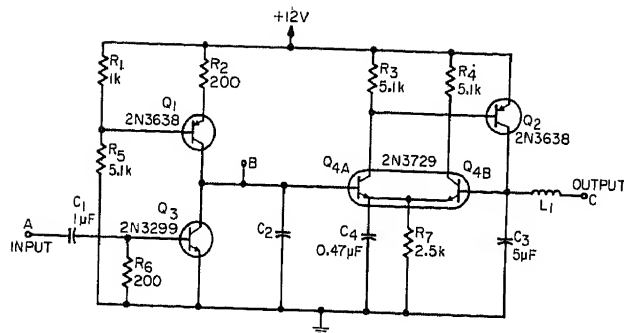 +12V
R1
1k
R2
200
R3
5.1k
R4
5.1k
Q1
2N3638
Q2
2N3638
R5
5.1k
B
Q4A
2N3729
Q4B
OUTPUT
C
L1
C1
1µF
A
INPUT
Q3
2N3299
R6
200
C2
C4
0.47µF
R7
2.5k
C3
5µF